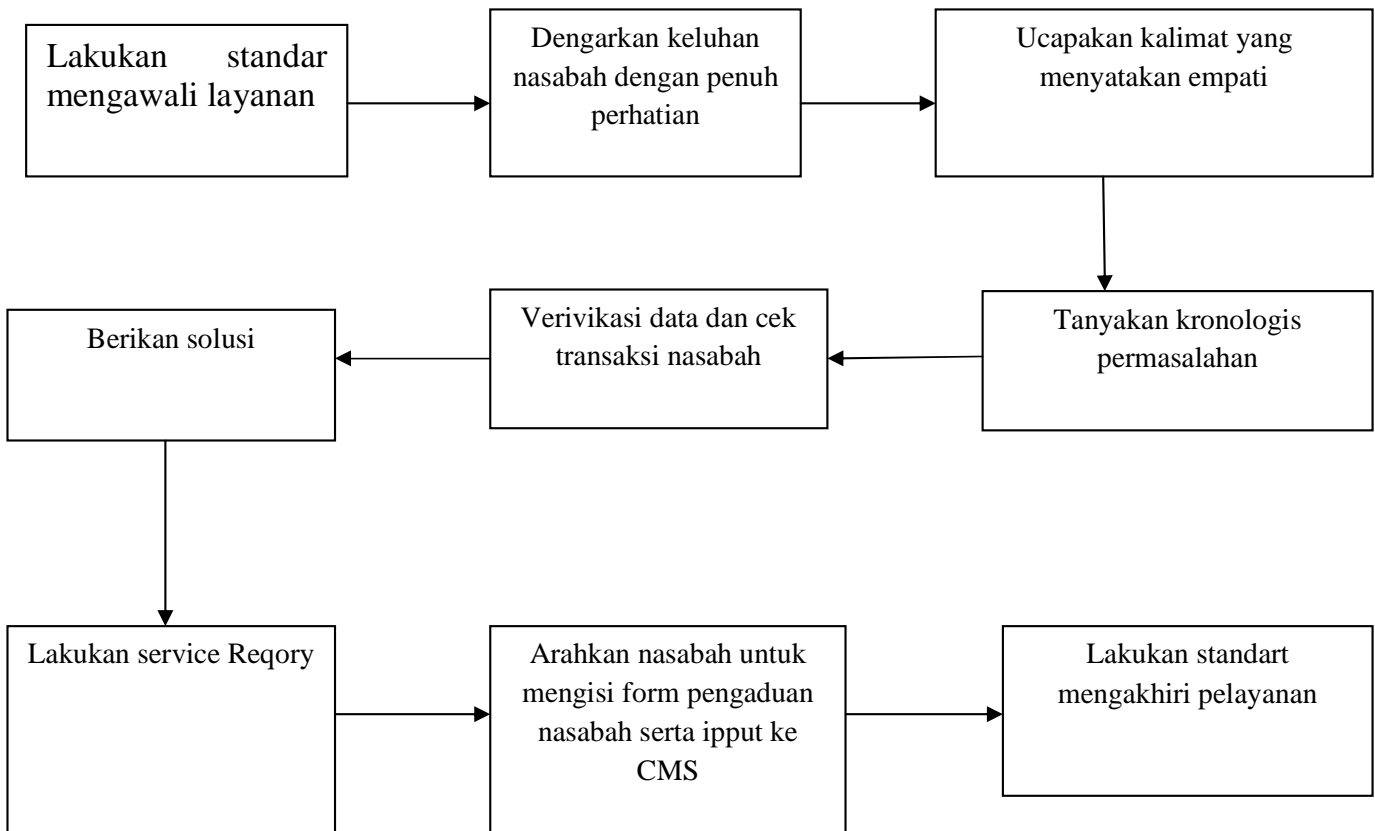 Lakukan standar
mengawali layanan
Dengarkan keluhan
nasabah dengan penuh
perhatian
Ucapakan kalimat yang
menyatakan empati
Tanyakan kronologis
permasalahan
Verivikasi data dan cek
transaksi nasabah
Berikan solusi
Lakukan service Reqory
Arahkan nasabah untuk
mengisi form pengaduan
nasabah serta ipput ke
CMS
Lakukan standart
mengakhiri pelayanan